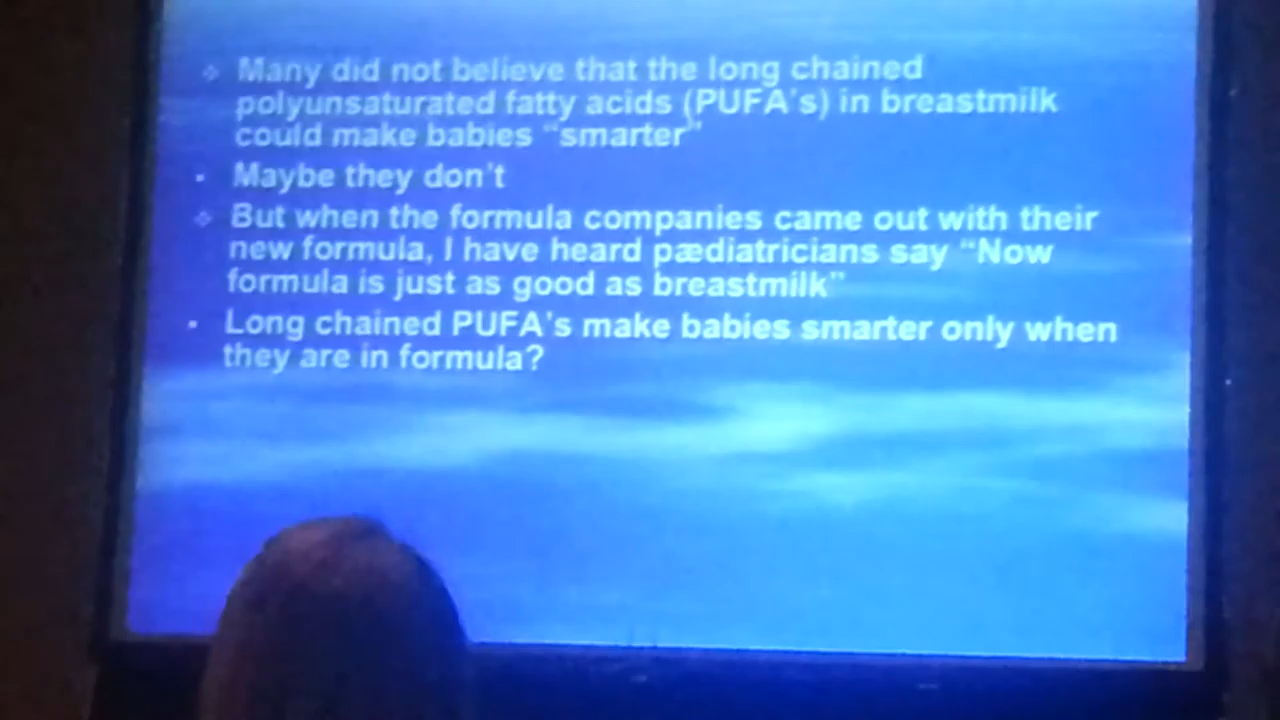 Many did not believe that the long chained
polyunsaturated fatty acids (PUFA's) in breastmilk
could make babies "smarter"
Maybe they don't
But when the formula companies came out with their
new formula, I have heard pædiatricians say "Now
formula is just as good as breastmilk"
Long chained PUFA's make babies smarter only when
they are in formula?